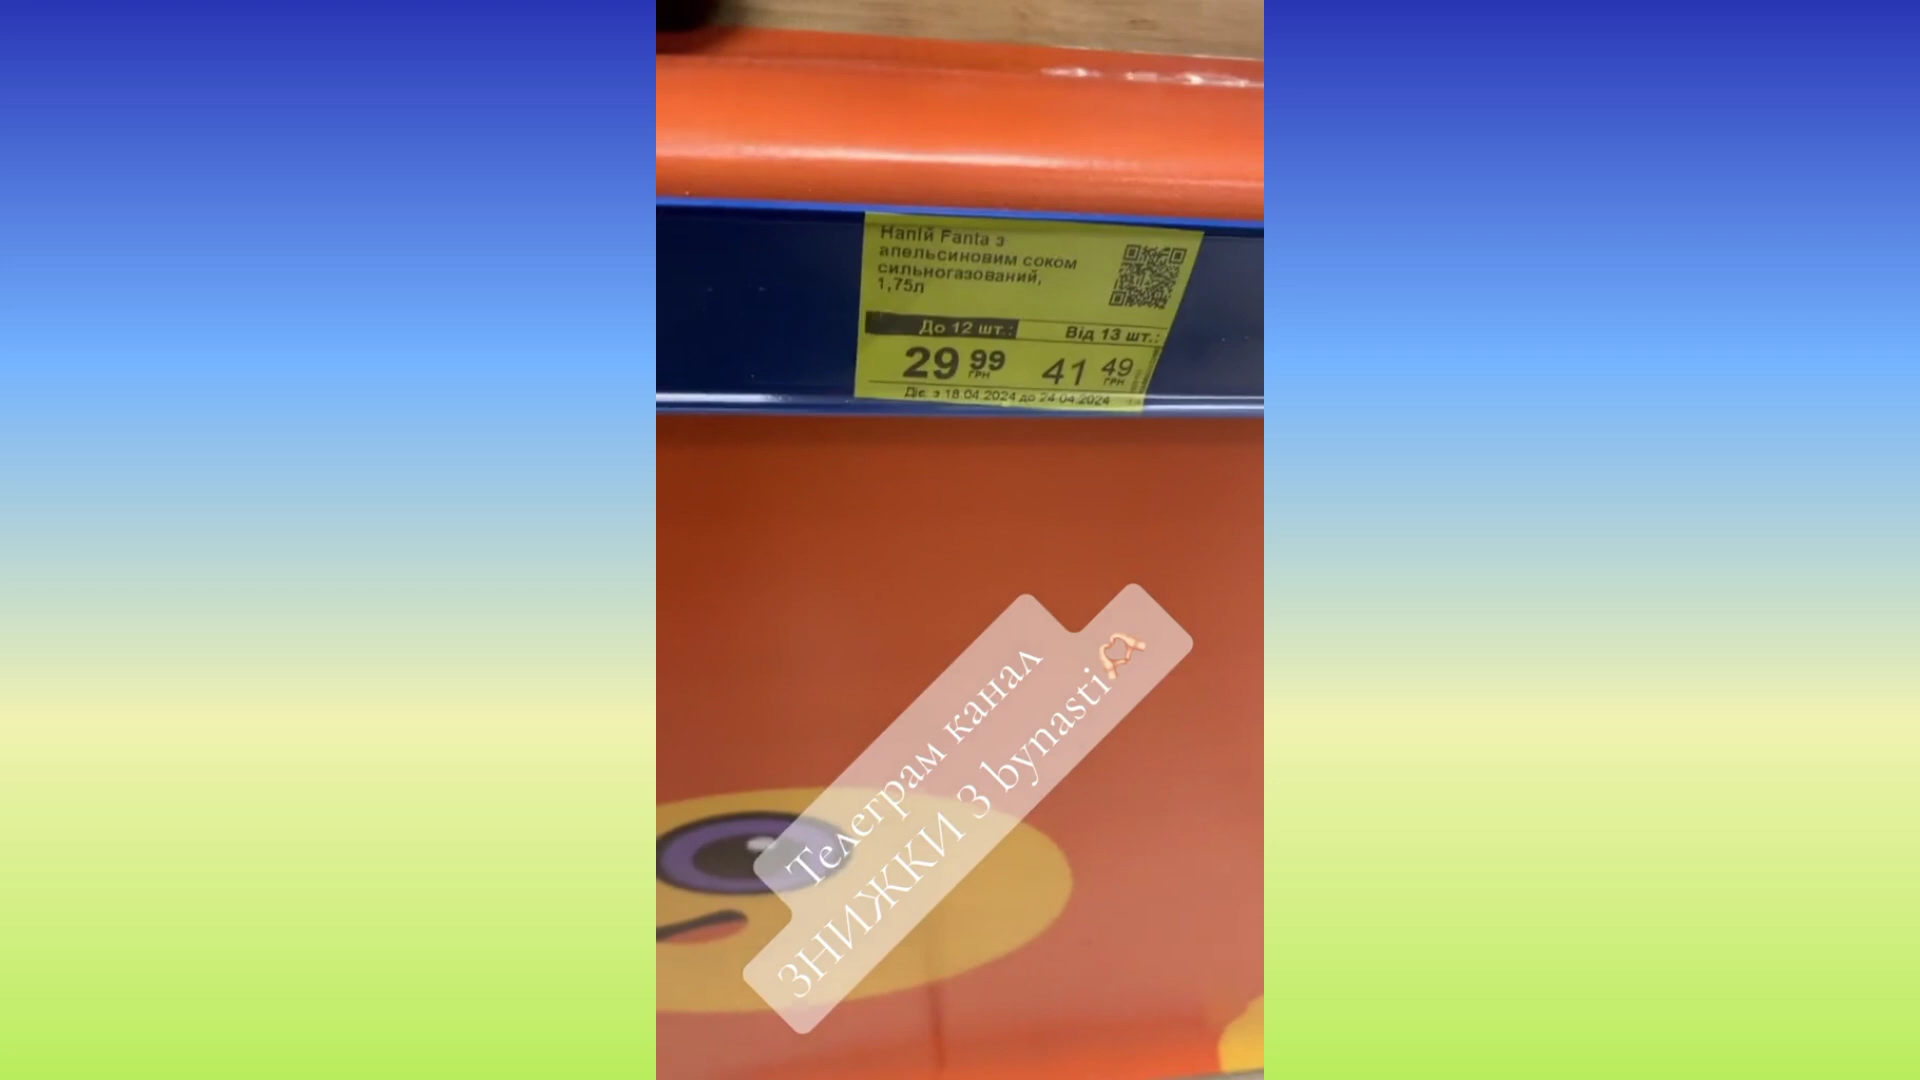 Напій Fanta з
апельсиновим соком
сильногазований,
1,75л
До 12 шт.: Від 13 шт.:
29 99 ГРН 41 49 ГРН
Діє з 18.04.2024 до 24.04.2024
Телеграм канал
ЗНИЖКИ З bynasti🫶🏻